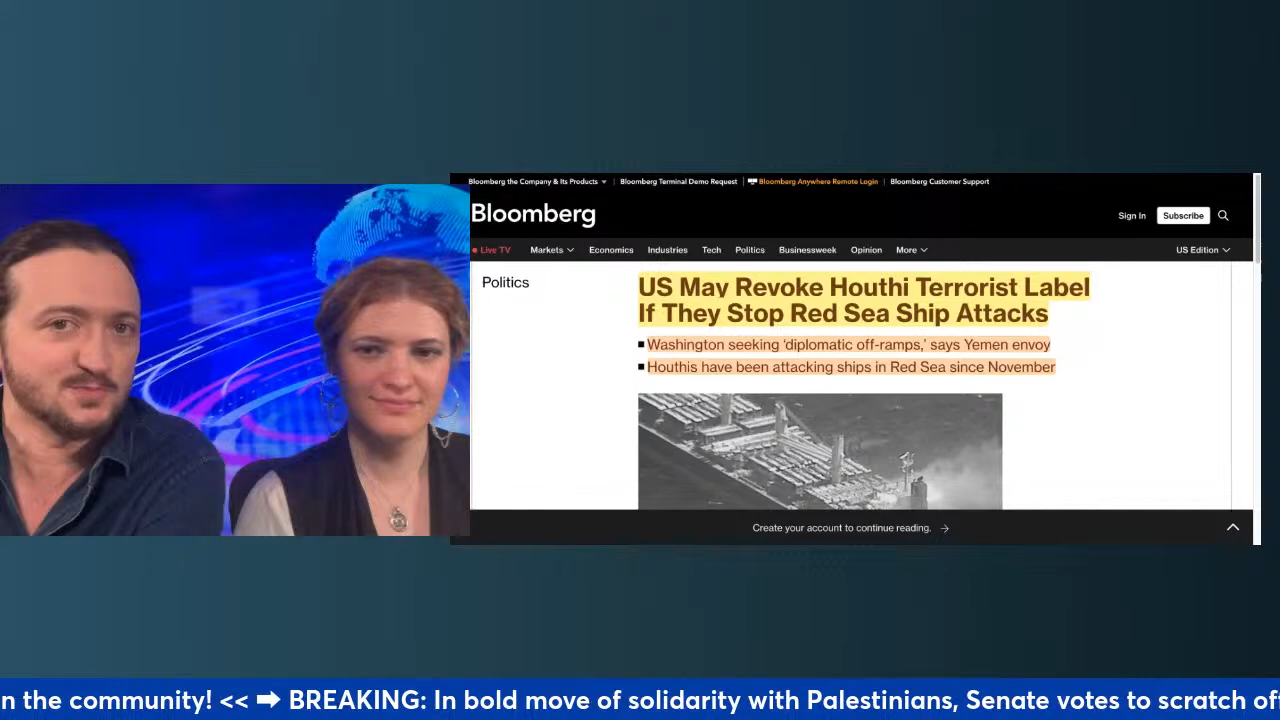 Bloomberg the Company & Its Products | Bloomberg Terminal Demo Request | Bloomberg Anywhere Remote Login | Bloomberg Customer Support
Bloomberg
Sign In Subscribe
Live TV Markets Economics Industries Tech Politics Businessweek Opinion More US Edition
Politics
US May Revoke Houthi Terrorist Label
If They Stop Red Sea Ship Attacks
Washington seeking 'diplomatic off-ramps,' says Yemen envoy
Houthis have been attacking ships in Red Sea since November
Create your account to continue reading. →
n the community! << ➡ BREAKING: In bold move of solidarity with Palestinians, Senate votes to scratch of